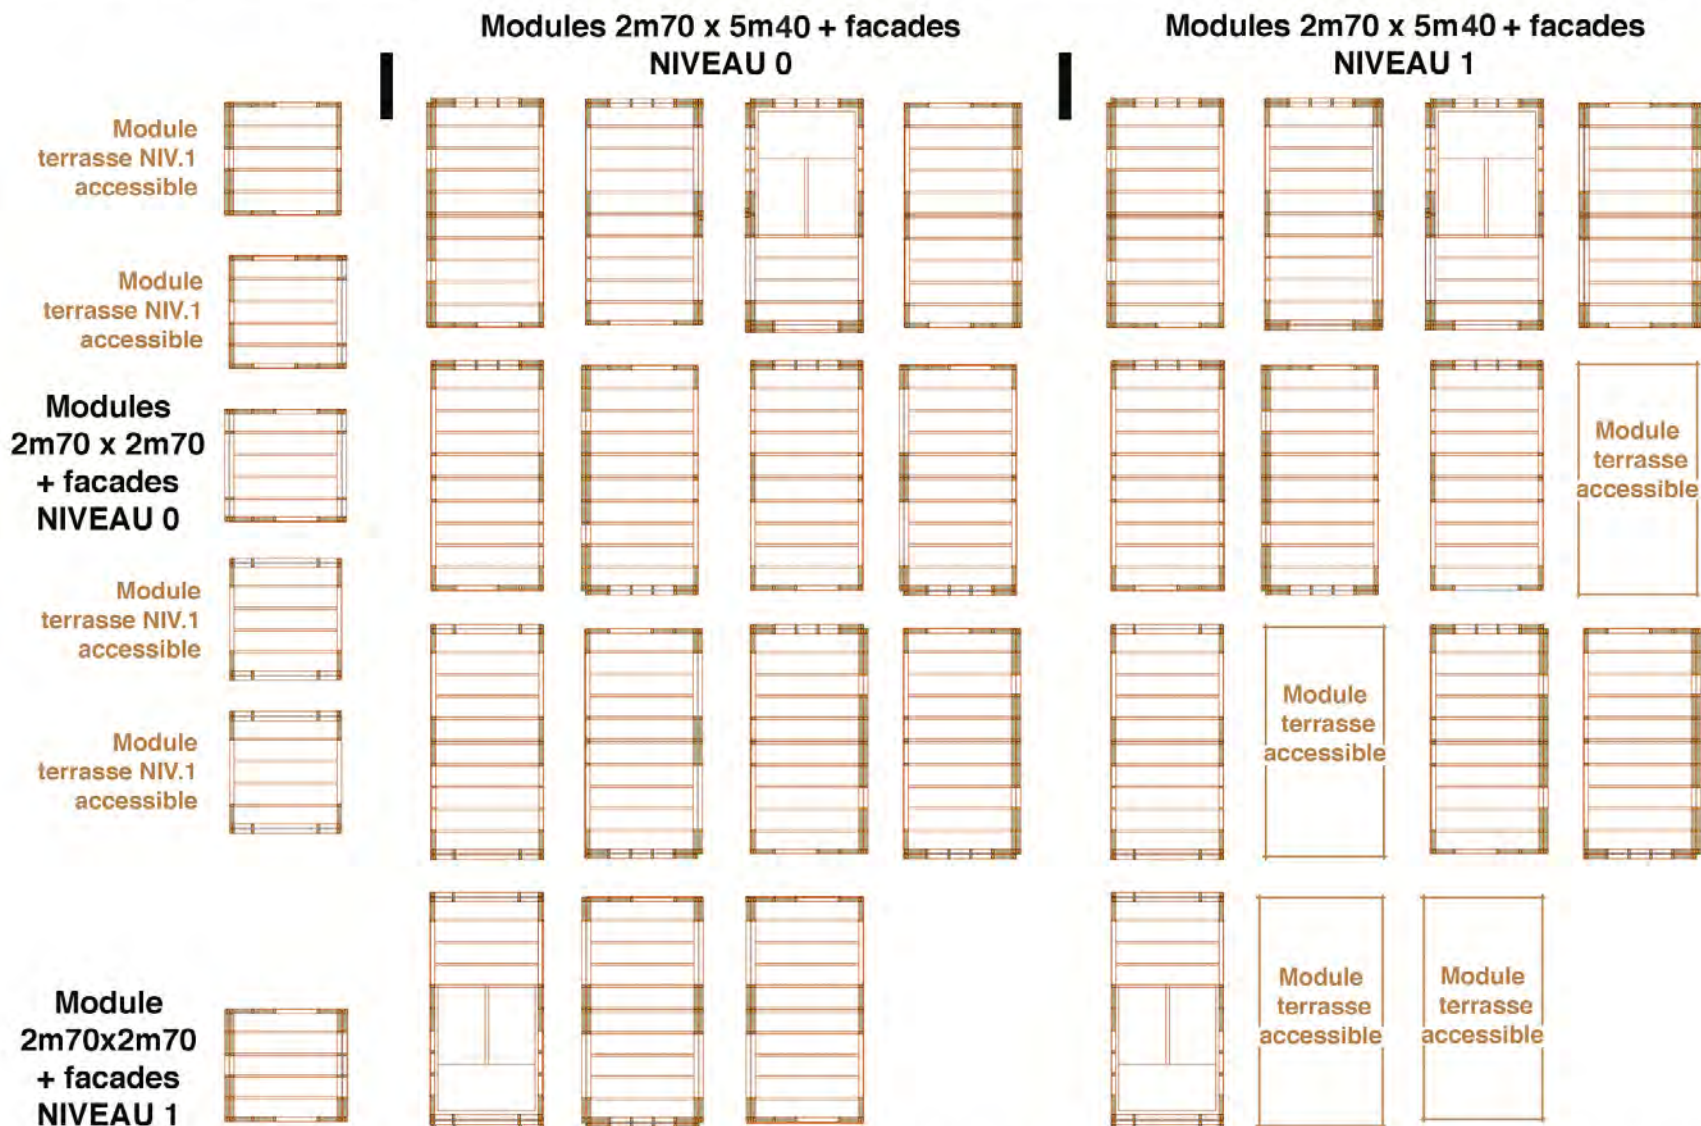 Modules 2m70 x 5m40 + facades
NIVEAU 0
Modules 2m70 x 5m40 + facades
NIVEAU 1
Module
terrasse NIV.1
accessible
Module
terrasse NIV.1
accessible
Modules
2m70 x 2m70
+ facades
NIVEAU 0
Module
terrasse NIV.1
accessible
Module
terrasse NIV.1
accessible
Module
2m70x2m70
+ facades
NIVEAU 1
Module
terrasse
accessible
Module
terrasse
accessible
Module
terrasse
accessible
Module
terrasse
accessible